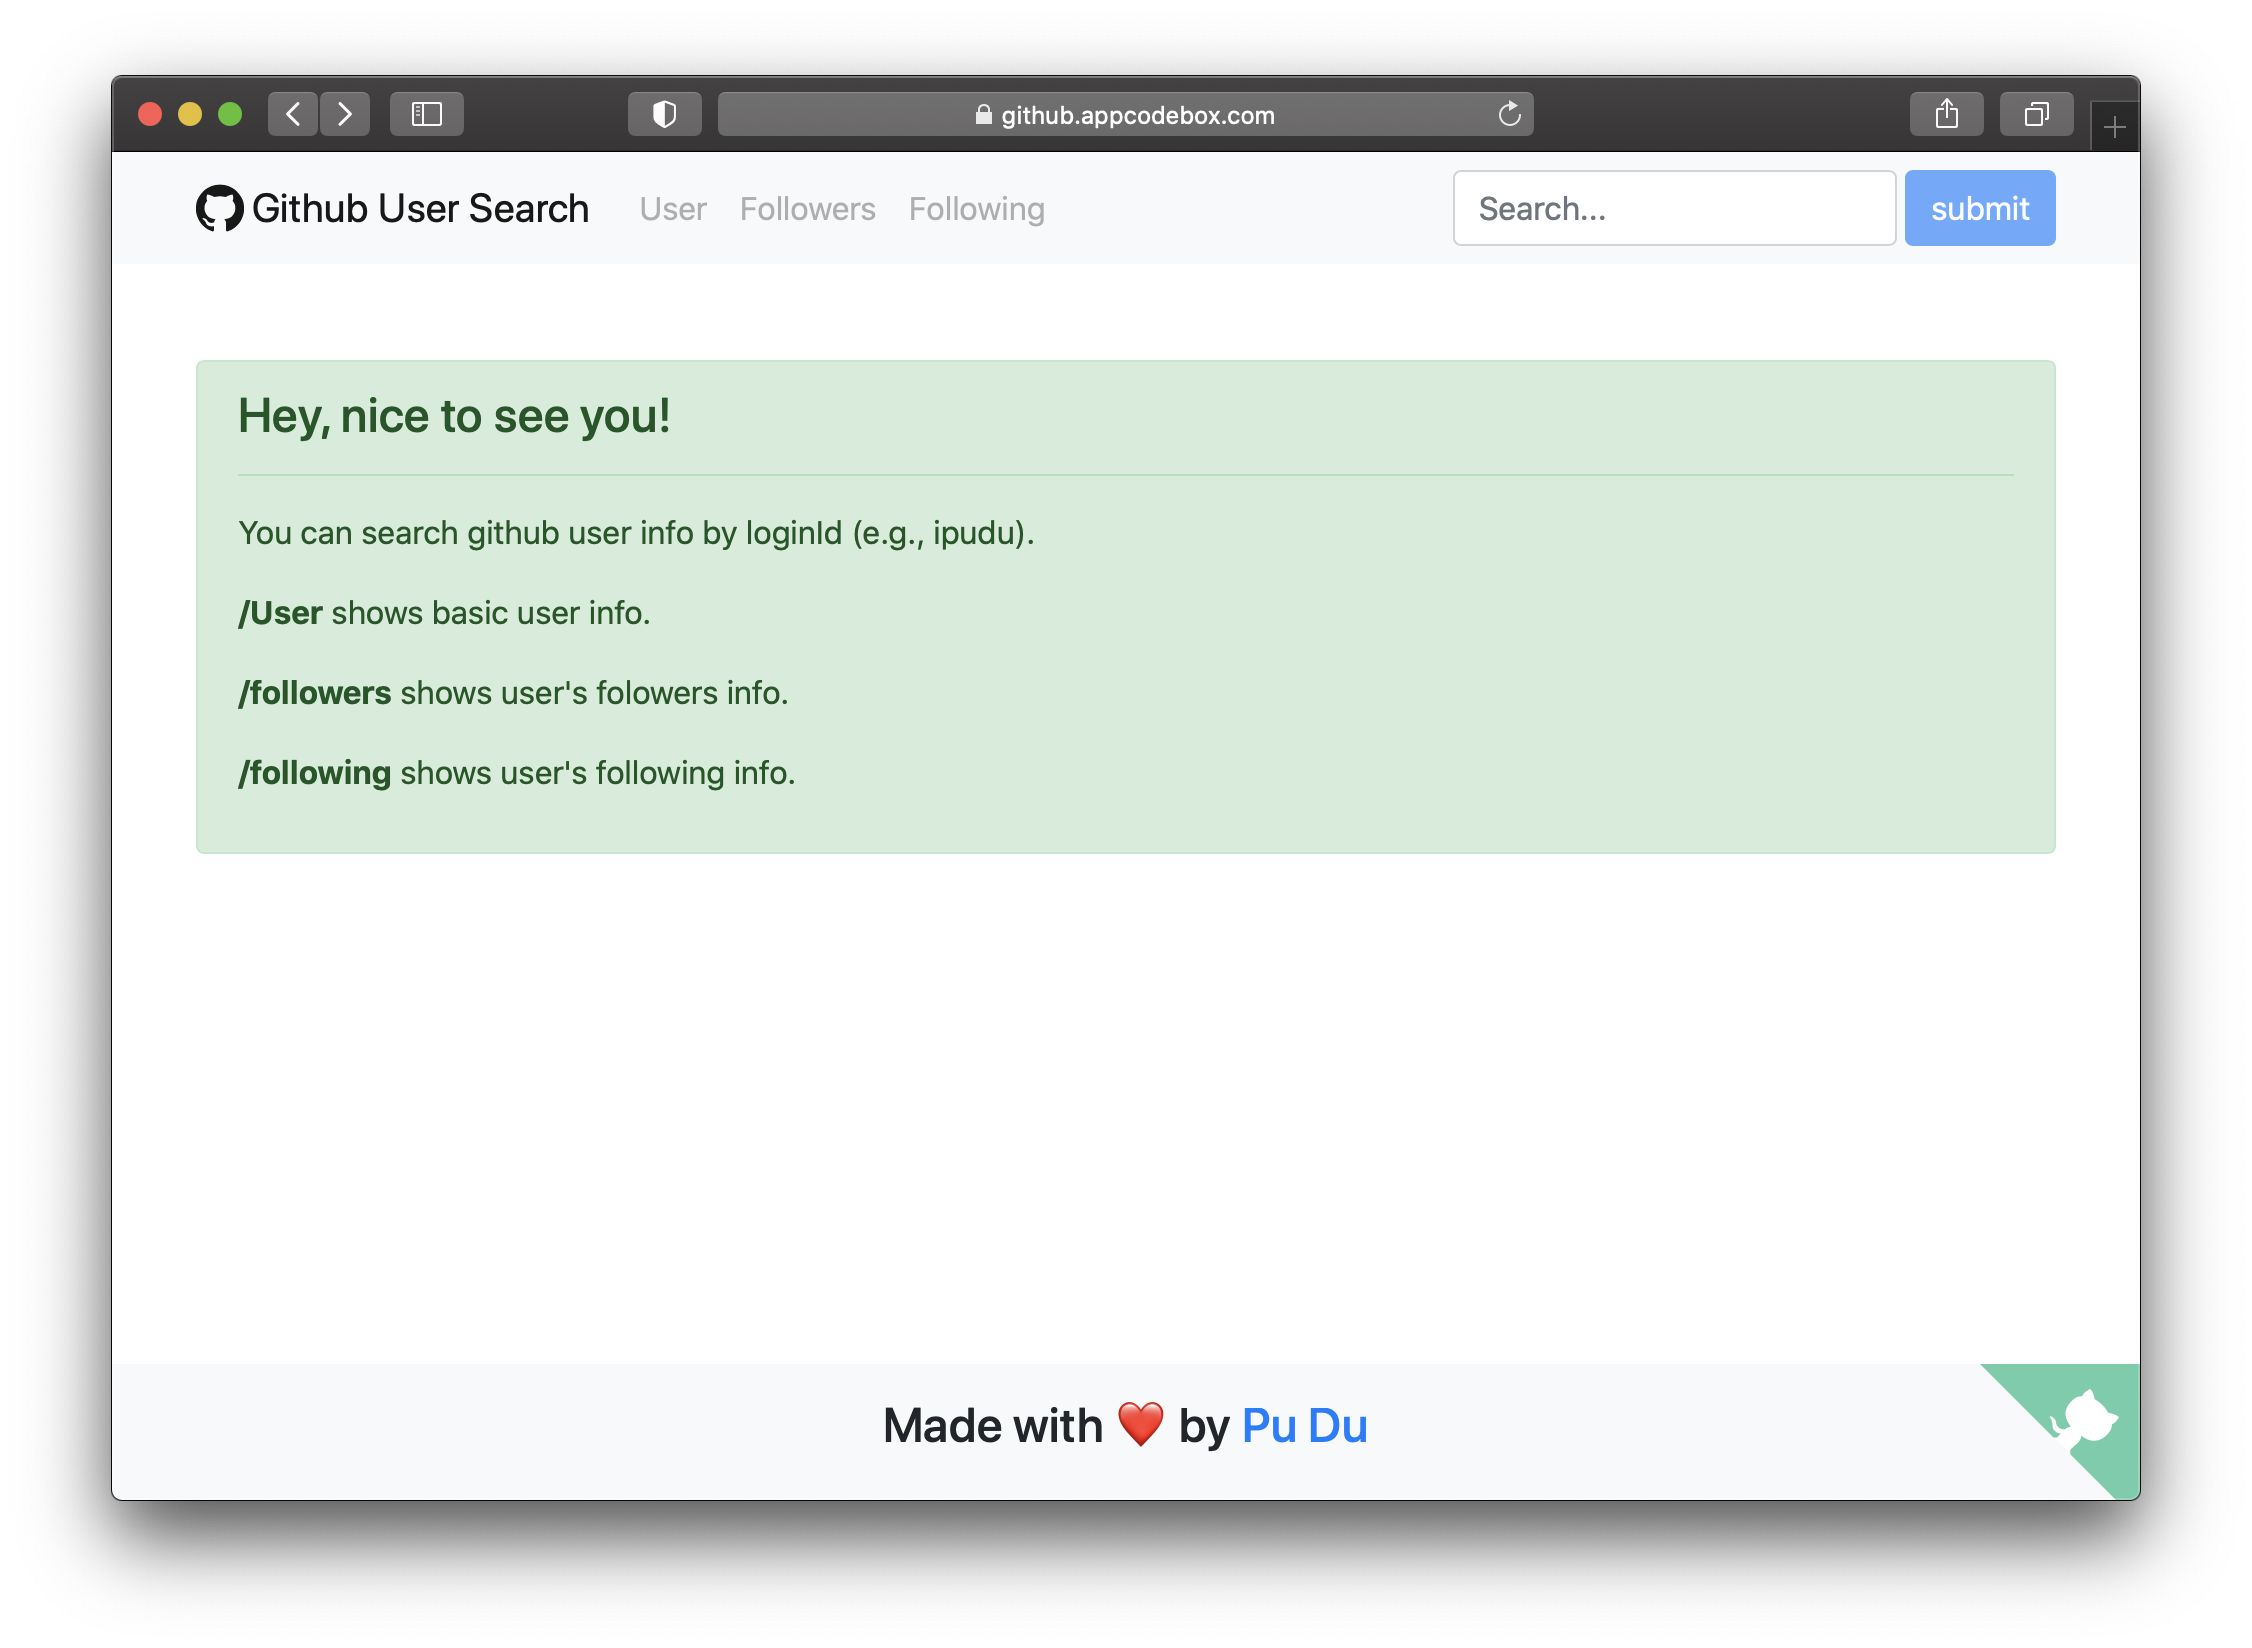 github.appcodebox.com
Github User Search User Followers Following Search... submit
Hey, nice to see you!
You can search github user info by loginId (e.g., ipudu).
/User shows basic user info.
/followers shows user's folowers info.
/following shows user's following info.
Made with ❤️ by Pu Du